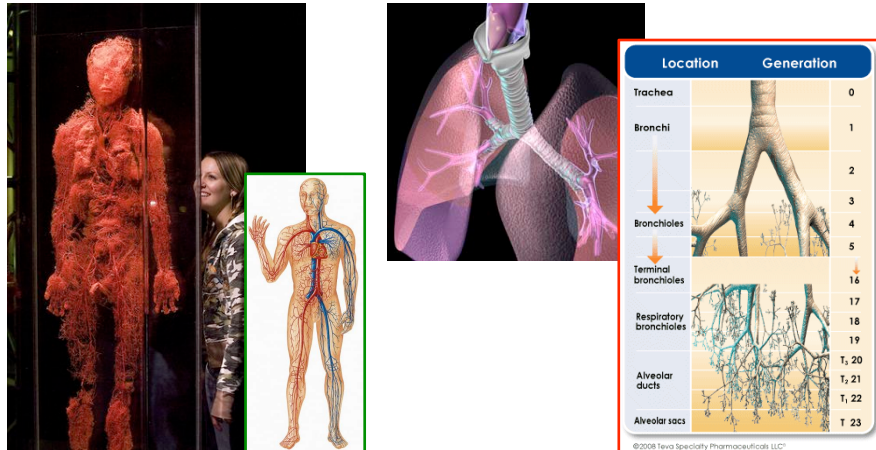 Location Generation
Trachea 0
Bronchi 1
2
3
Bronchioles 4
5
Terminal
bronchioles 16
17
Respiratory
bronchioles 18
19
T₃ 20
Alveolar
ducts T₂ 21
T₁ 22
Alveolar sacs T 23
©2008 Teva Specialty Pharmaceuticals LLC®